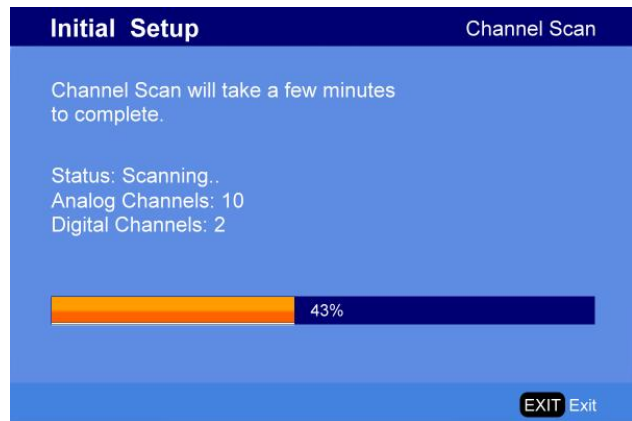 Initial Setup
Channel Scan
Channel Scan will take a few minutes
to complete.
Status: Scanning..
Analog Channels: 10
Digital Channels: 2
43%
EXIT Exit